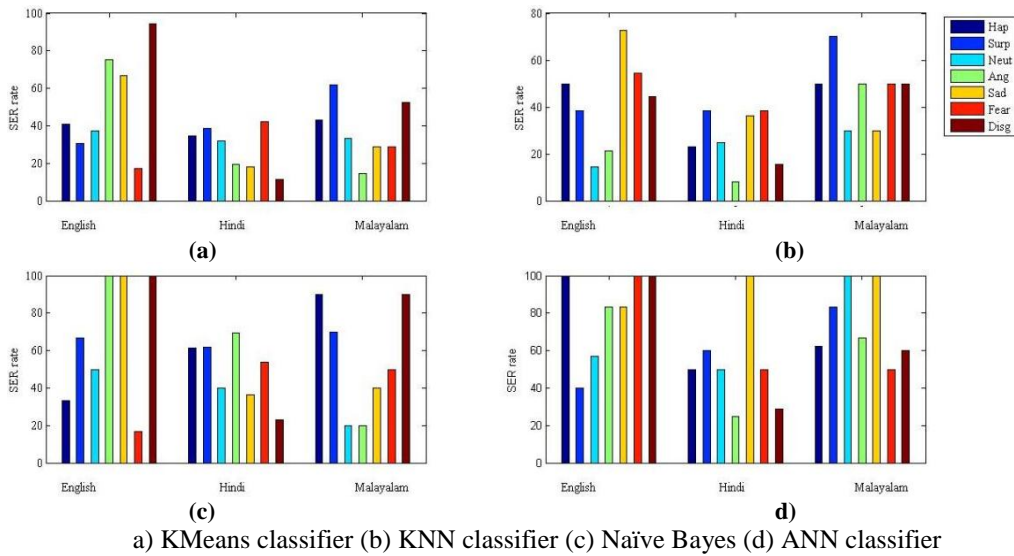 100
80
60
40
20
0
SER rate
English
Hindi
Malayalam
(a)
80
60
40
20
0
SER rate
English
Hindi
Malayalam
(b)
Hap
Surp
Neut
Ang
Sad
Fear
Disg
100
80
60
40
20
0
SER rate
English
Hindi
Malayalam
(c)
100
80
60
40
20
0
SER rate
English
Hindi
Malayalam
d)
a) KMeans classifier (b) KNN classifier (c) Naïve Bayes (d) ANN classifier